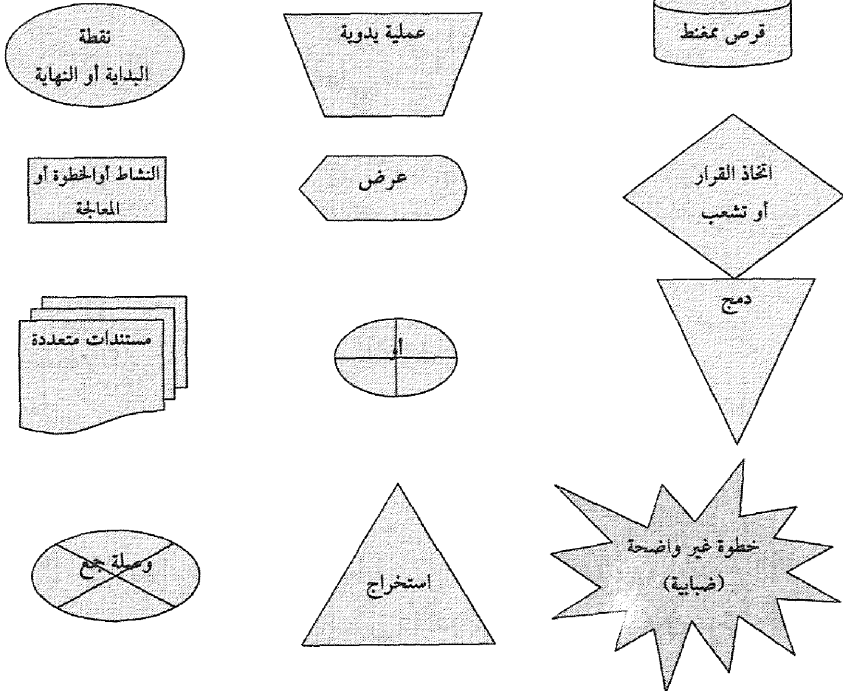 قرص ممغنط
عملية يدوية
نقطة
البداية أو النهاية
اتخاذ القرار
أو تشعب
عرض
النشاط أوالخطوة أو
المعالجة
دمج
أو
مستندات متعددة
خطوة غير واضحة
(ضبابية)
استخراج
وصلة جمع